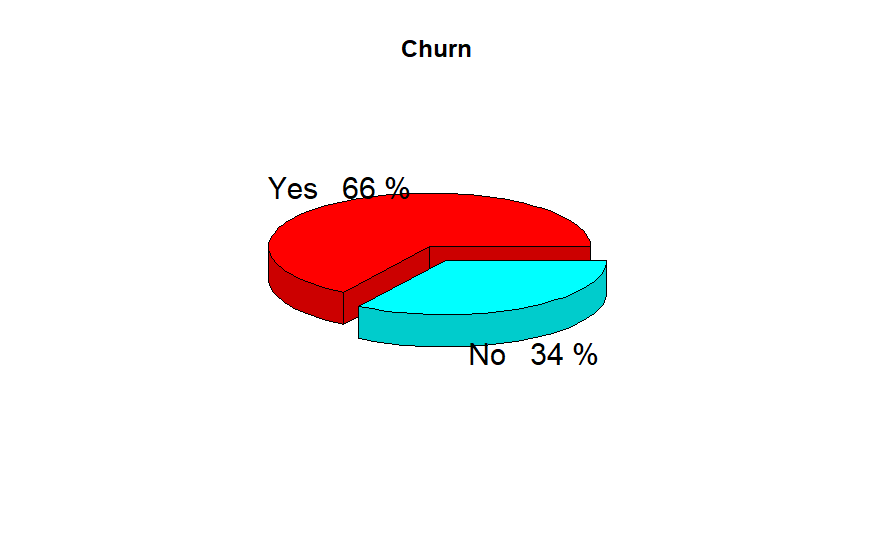 Churn
Yes   66 %
No   34 %